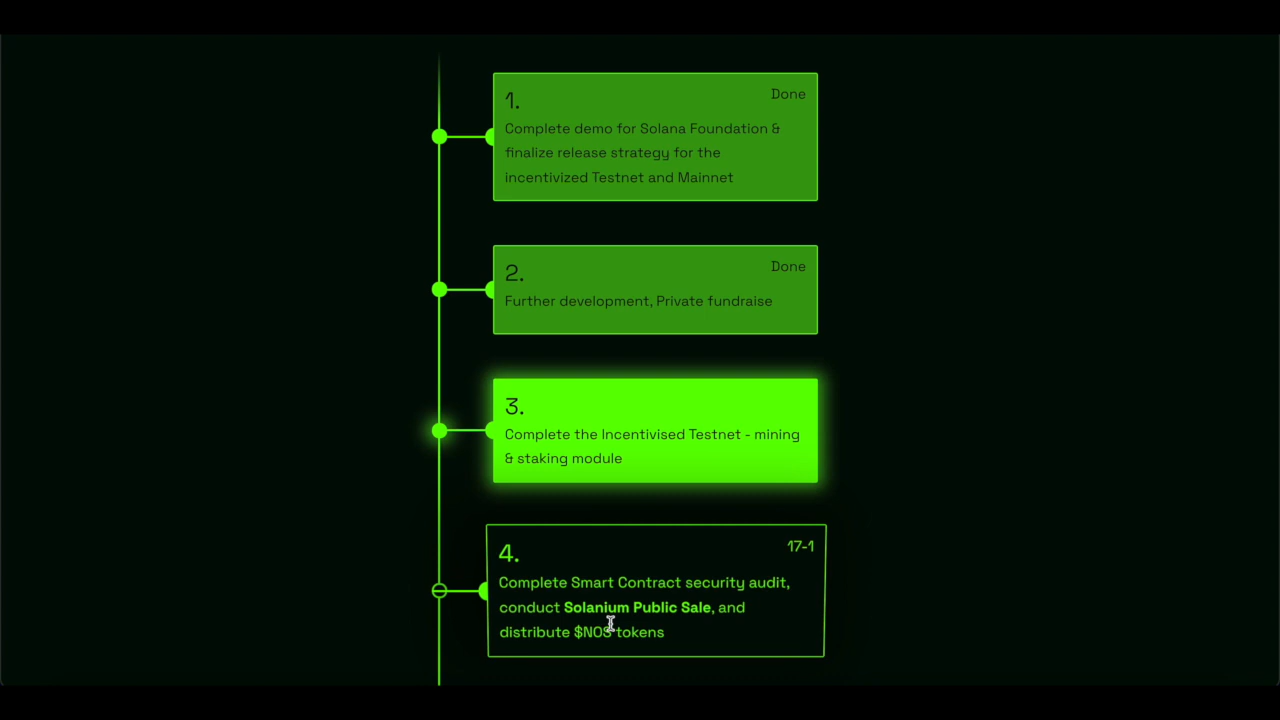 1.
Done
Complete demo for Solana Foundation &
finalize release strategy for the
incentivized Testnet and Mainnet
2.
Done
Further development, Private fundraise
3.
Complete the Incentivised Testnet - mining
& staking module
4.
17-1
Complete Smart Contract security audit,
conduct Solanium Public Sale, and
distribute $NOS tokens